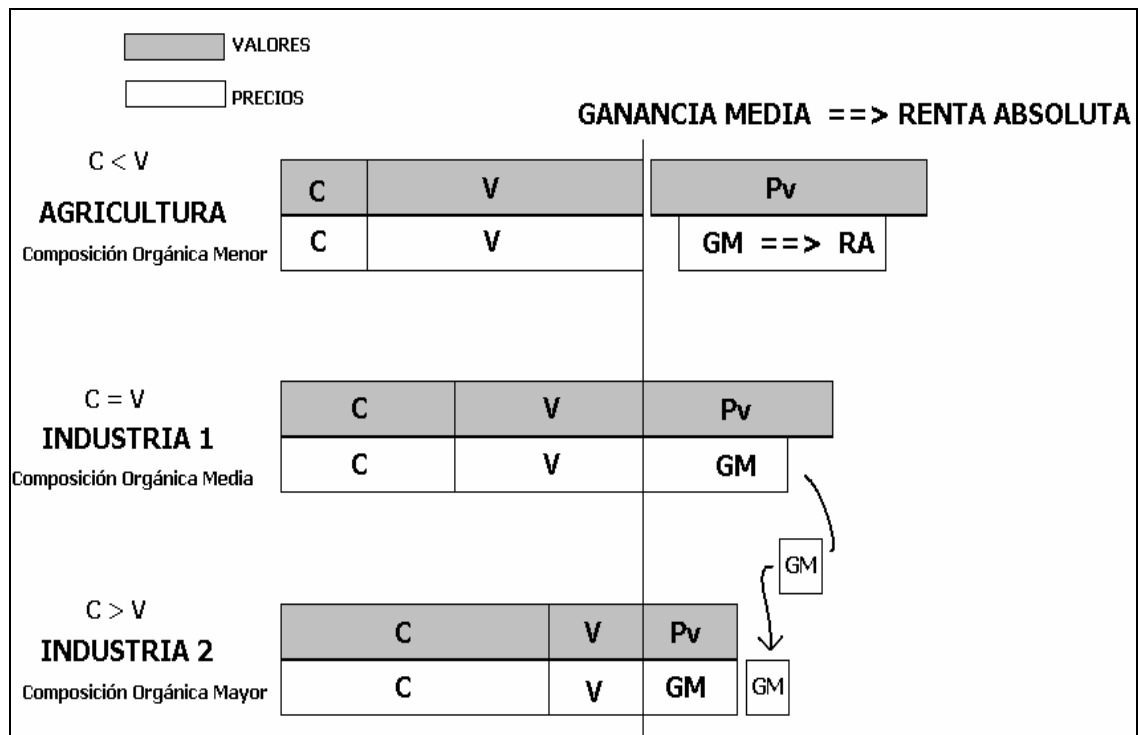 VALORES
PRECIOS
GANANCIA MEDIA ==> RENTA ABSOLUTA
C < V
AGRICULTURA
Composición Orgánica Menor
C V Pv
C V GM ==> RA
C = V
INDUSTRIA 1
Composición Orgánica Media
C V Pv
C V GM
GM
C > V
INDUSTRIA 2
Composición Orgánica Mayor
C V Pv
C V GM GM